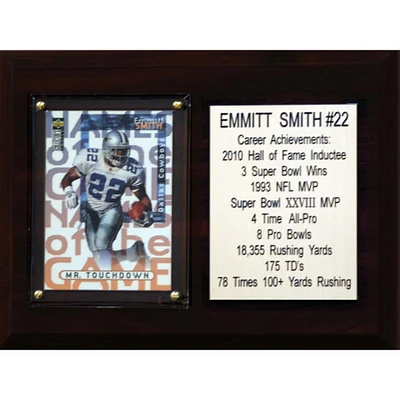 EMMITT
SMITH
Dallas Cowboys
22
22
NAMES
of the
GAME
NAMES
of the
GAME
MR. TOUCHDOWN
EMMITT SMITH #22
Career Achievements:
2010 Hall of Fame Inductee
3 Super Bowl Wins
1993 NFL MVP
Super Bowl XXVIII MVP
4 Time All-Pro
8 Pro Bowls
18,355 Rushing Yards
175 TD's
78 Times 100+ Yards Rushing